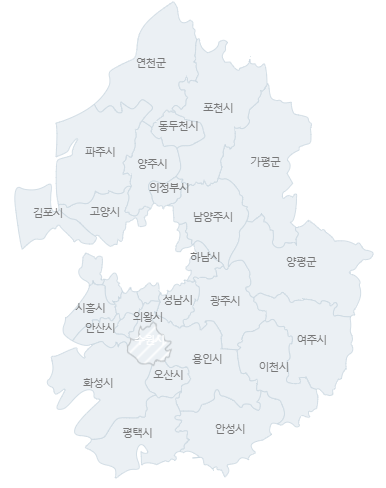 연천군
포천시
동두천시
파주시
양주시
가평군
의정부시
김포시
고양시
남양주시
하남시
양평군
시흥시
성남시
광주시
안산시
의왕시
여주시
용인시
이천시
화성시
오산시
평택시
안성시